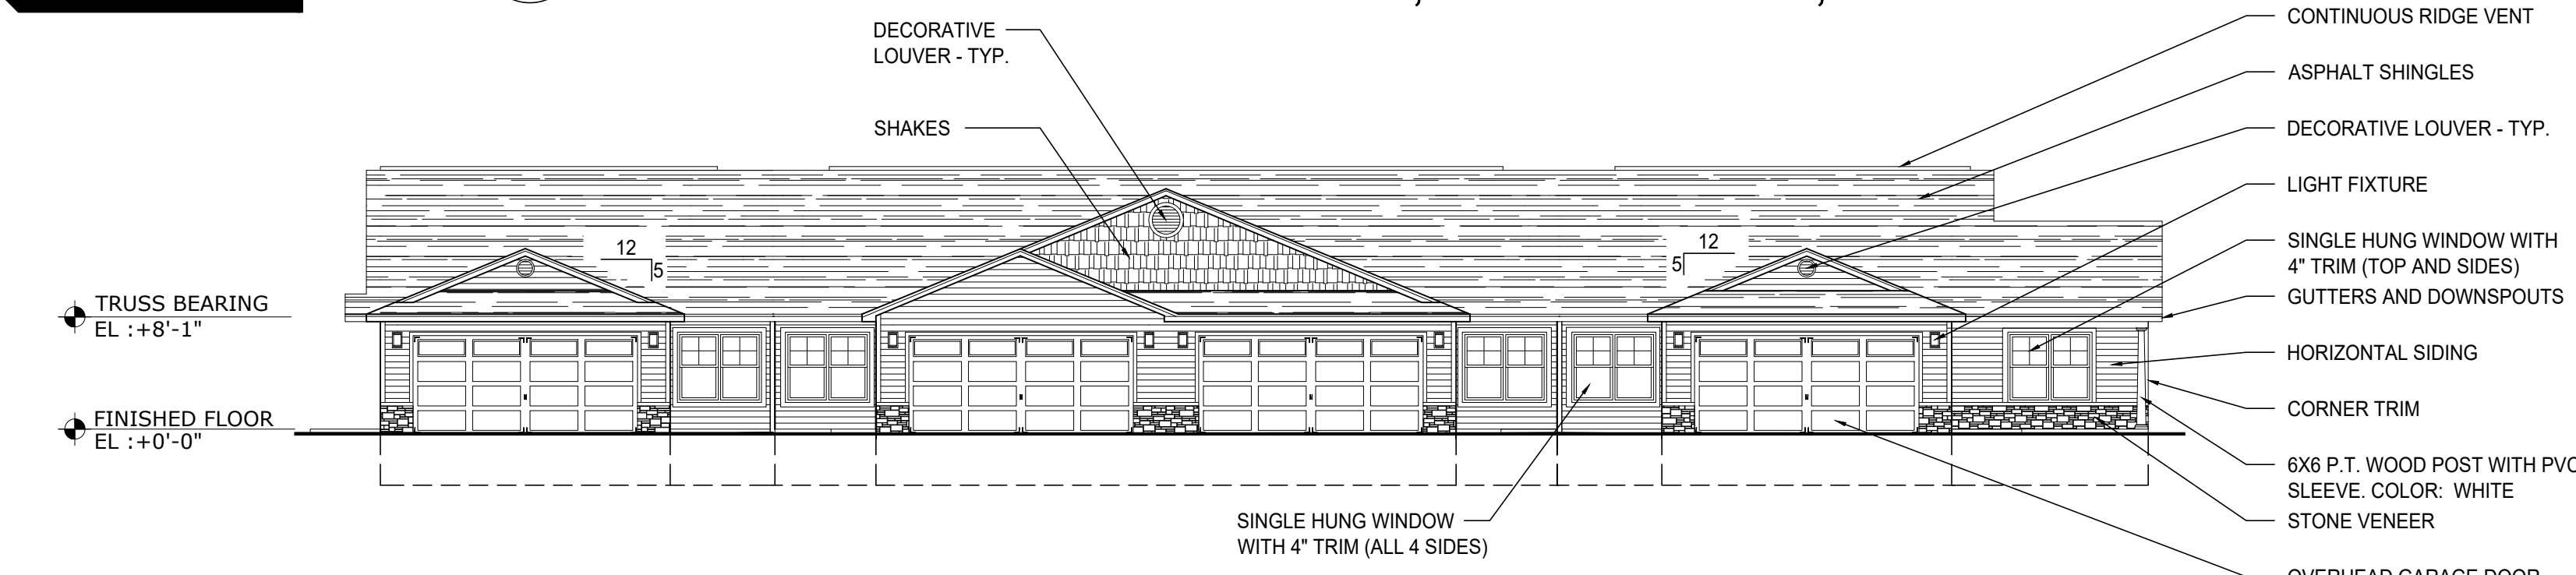 DECORATIVE
LOUVER - TYP.
SHAKES
CONTINUOUS RIDGE VENT
ASPHALT SHINGLES
DECORATIVE LOUVER - TYP.
LIGHT FIXTURE
SINGLE HUNG WINDOW WITH
4" TRIM (TOP AND SIDES)
GUTTERS AND DOWNSPOUTS
HORIZONTAL SIDING
CORNER TRIM
6X6 P.T. WOOD POST WITH PVC
SLEEVE. COLOR: WHITE
STONE VENEER
OVERHEAD GARAGE DOOR
12
5
12
5
TRUSS BEARING
EL :+8'-1"
FINISHED FLOOR
EL :+0'-0"
SINGLE HUNG WINDOW
WITH 4" TRIM (ALL 4 SIDES)